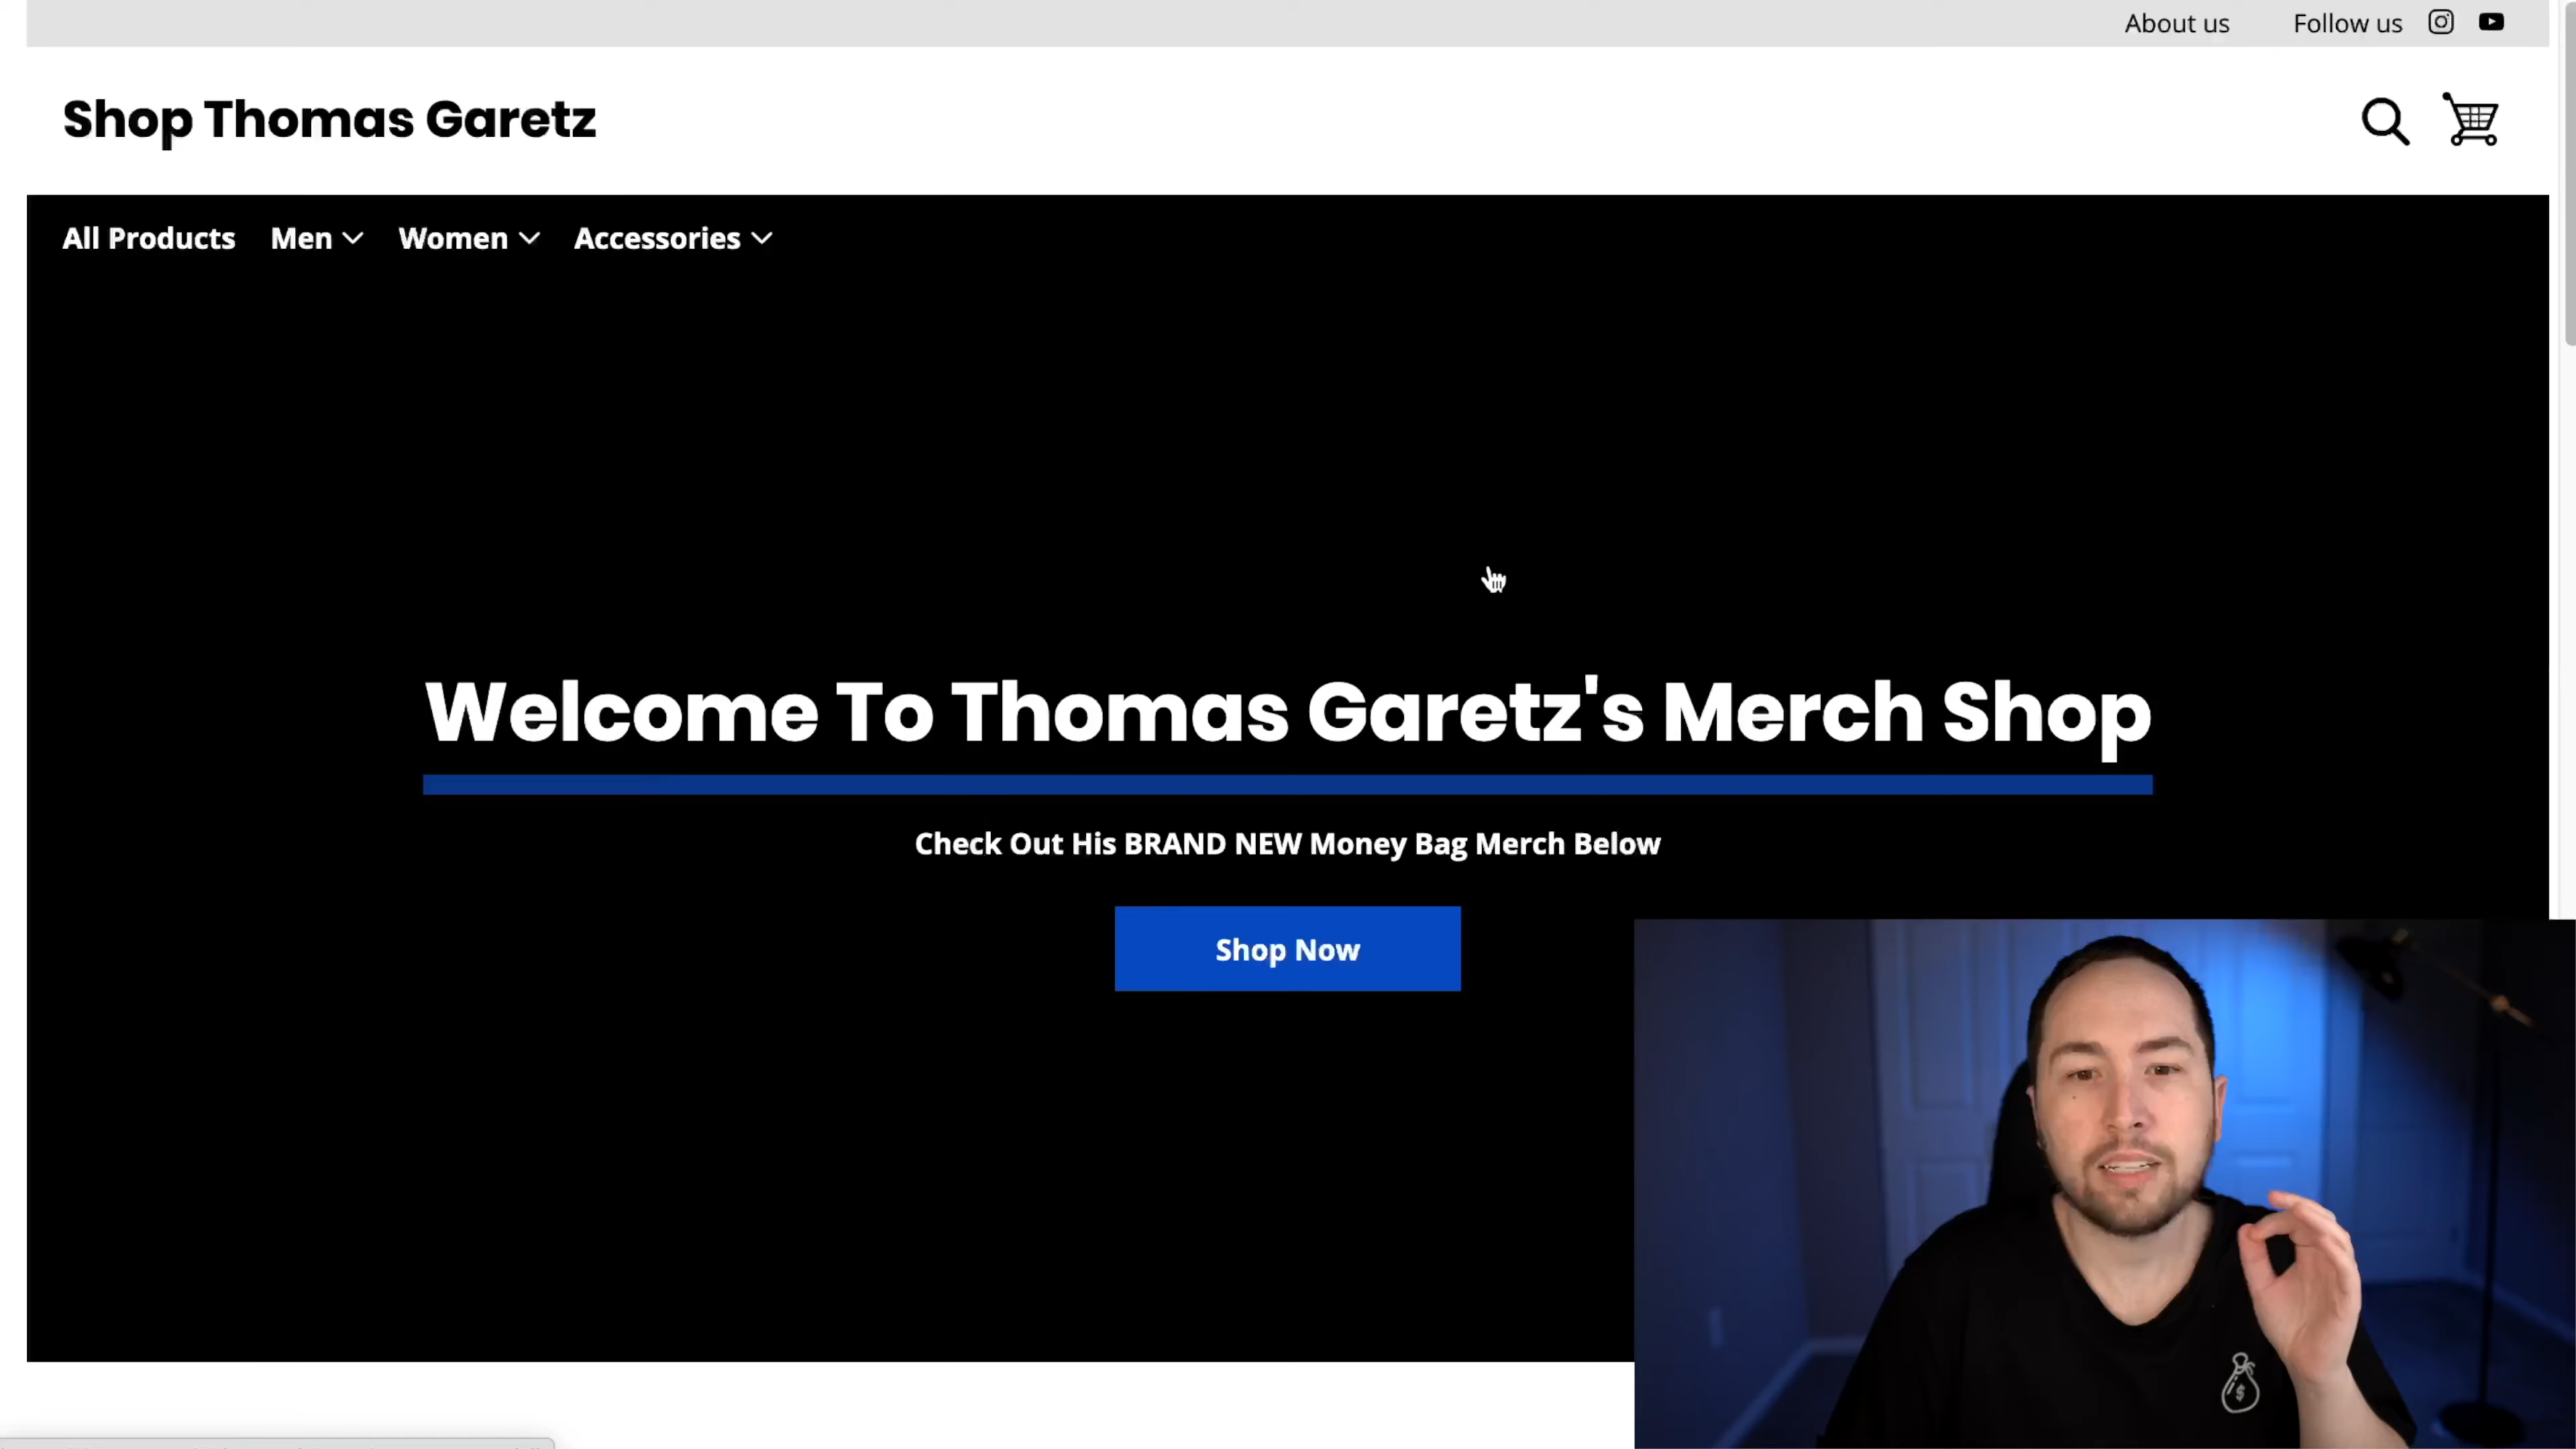 About us Follow us
Shop Thomas Garetz
All Products Men Women Accessories
Welcome To Thomas Garetz's Merch Shop
Check Out His BRAND NEW Money Bag Merch Below
Shop Now
$